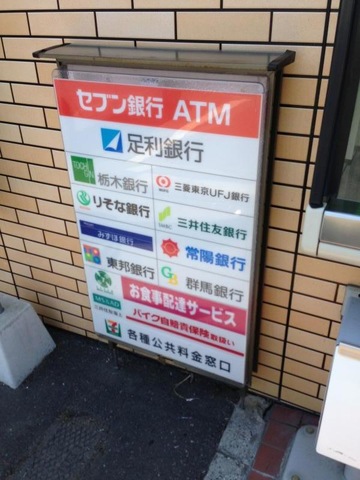 セブン銀行 ATM
足利銀行
TOCHIGIN 栃木銀行
三菱東京UFJ銀行
りそな銀行
SMBC 三井住友銀行
みずほ銀行
常陽銀行
東邦銀行
GB 群馬銀行
お食事配達サービス
バイク自賠責保険 取扱い
各種公共料金窓口